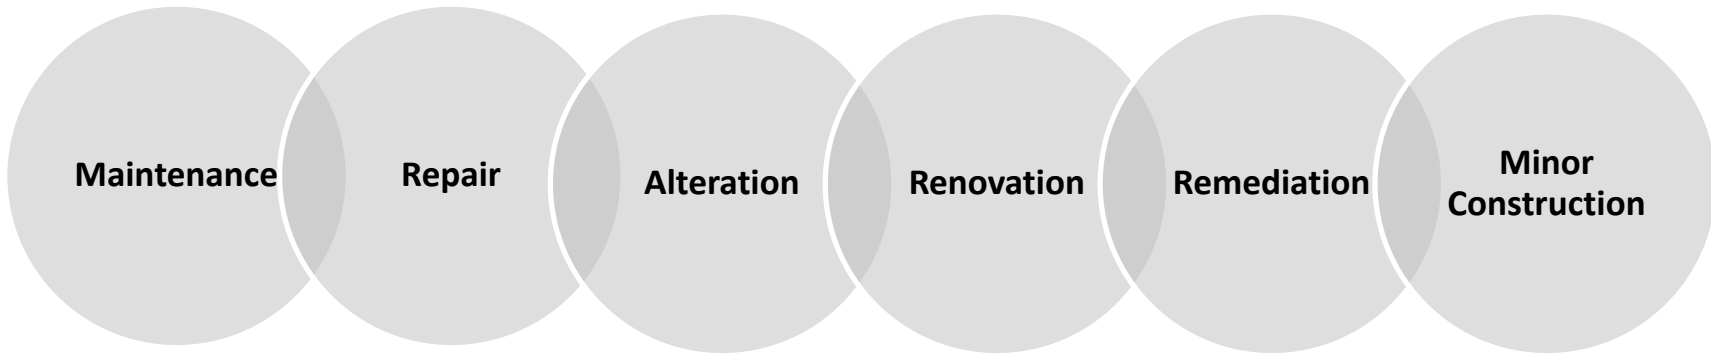 Maintenance
Repair
Alteration
Renovation
Remediation
Minor
Construction